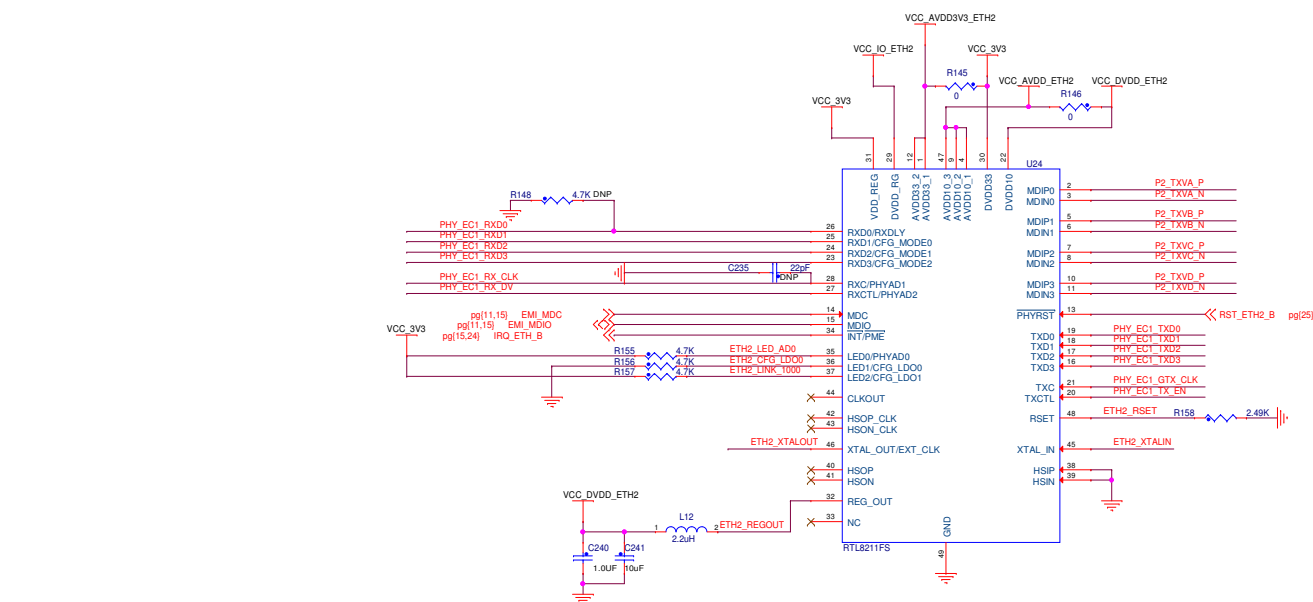 VCC_AVDD3V3_ETH2
VCC_IO_ETH2
VCC_3V3
R145
0
VCC_AVDD_ETH2
VCC_DVDD_ETH2
R146
0
VCC_3V3
31
29
12
1
47
9
4
30
22
U24
VDD_REG
DVDD_RG
AVDD33_2
AVDD33_1
AVDD10_3
AVDD10_2
AVDD10_1
DVDD33
DVDD10
R148
4.7K
DNP
PHY_EC1_RXD0
26
RXD0/RXDLY
PHY_EC1_RXD1
25
RXD1/CFG_MODE0
PHY_EC1_RXD2
24
RXD2/CFG_MODE1
PHY_EC1_RXD3
23
RXD3/CFG_MODE2
C235
22pF
DNP
PHY_EC1_RX_CLK
28
RXC/PHYAD1
PHY_EC1_RX_DV
27
RXCTL/PHYAD2
pg{11,15} EMI_MDC
14
MDC
pg{11,15} EMI_MDIO
15
MDIO
pg{15,24} IRQ_ETH_B
34
INT/PME
VCC_3V3
R155
4.7K
ETH2_LED_AD0
35
LED0/PHYAD0
R156
4.7K
ETH2_CFG_LDO0
36
LED1/CFG_LDO0
R157
4.7K
ETH2_LINK_1000
37
LED2/CFG_LDO1
44
CLKOUT
42
HSOP_CLK
43
HSON_CLK
ETH2_XTALOUT
46
XTAL_OUT/EXT_CLK
40
HSOP
41
HSON
32
REG_OUT
33
NC
VCC_DVDD_ETH2
L12
1
2
2.2uH
ETH2_REGOUT
C240
1.0UF
C241
10uF
MDIP0
2
P2_TXVA_P
MDIN0
3
P2_TXVA_N
MDIP1
5
P2_TXVB_P
MDIN1
6
P2_TXVB_N
MDIP2
7
P2_TXVC_P
MDIN2
8
P2_TXVC_N
MDIP3
10
P2_TXVD_P
MDIN3
11
P2_TXVD_N
PHYRST
13
RST_ETH2_B pg{25}
TXD0
19
PHY_EC1_TXD0
TXD1
18
PHY_EC1_TXD1
TXD2
17
PHY_EC1_TXD2
TXD3
16
PHY_EC1_TXD3
TXC
21
PHY_EC1_GTX_CLK
TXCTL
20
PHY_EC1_TX_EN
RSET
48
ETH2_RSET
R158
2.49K
XTAL_IN
45
ETH2_XTALIN
HSIP
38
HSIN
39
GND
49
RTL8211FS